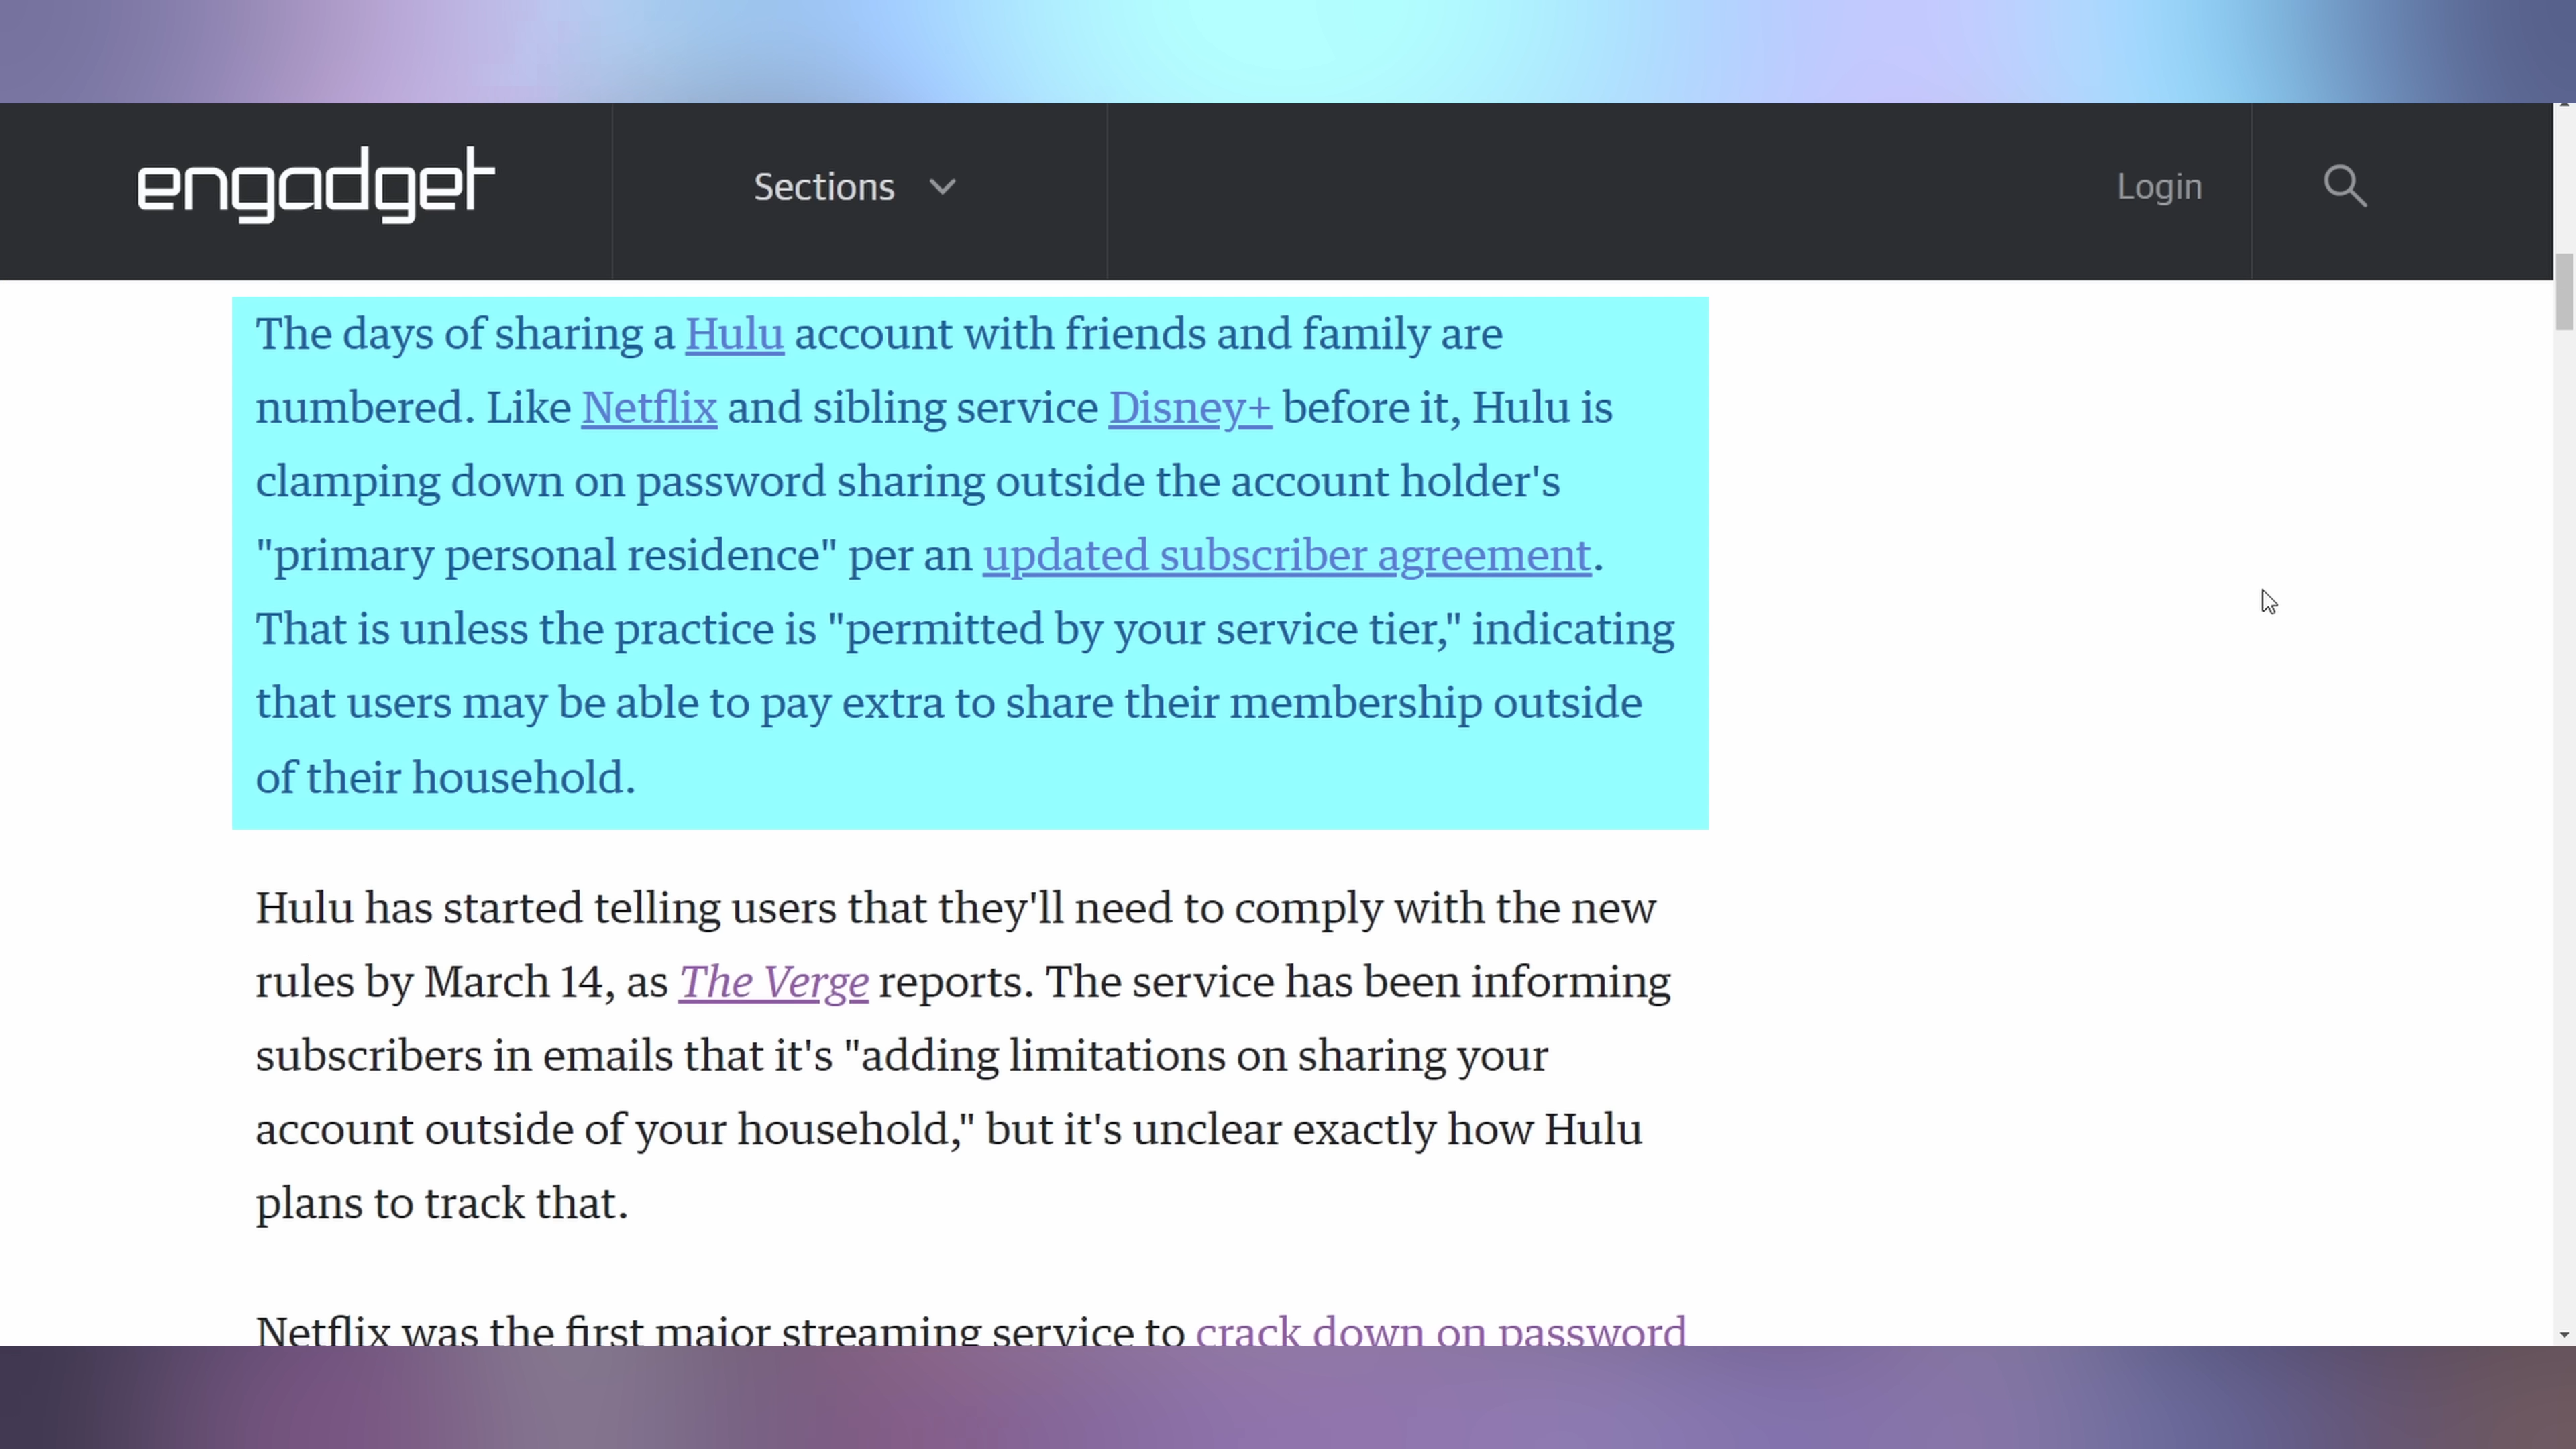 engadget
Sections
Login
The days of sharing a Hulu account with friends and family are
numbered. Like Netflix and sibling service Disney+ before it, Hulu is
clamping down on password sharing outside the account holder's
"primary personal residence" per an updated subscriber agreement.
That is unless the practice is "permitted by your service tier," indicating
that users may be able to pay extra to share their membership outside
of their household.
Hulu has started telling users that they'll need to comply with the new
rules by March 14, as The Verge reports. The service has been informing
subscribers in emails that it's "adding limitations on sharing your
account outside of your household," but it's unclear exactly how Hulu
plans to track that.
Netflix was the first major streaming service to crack down on password